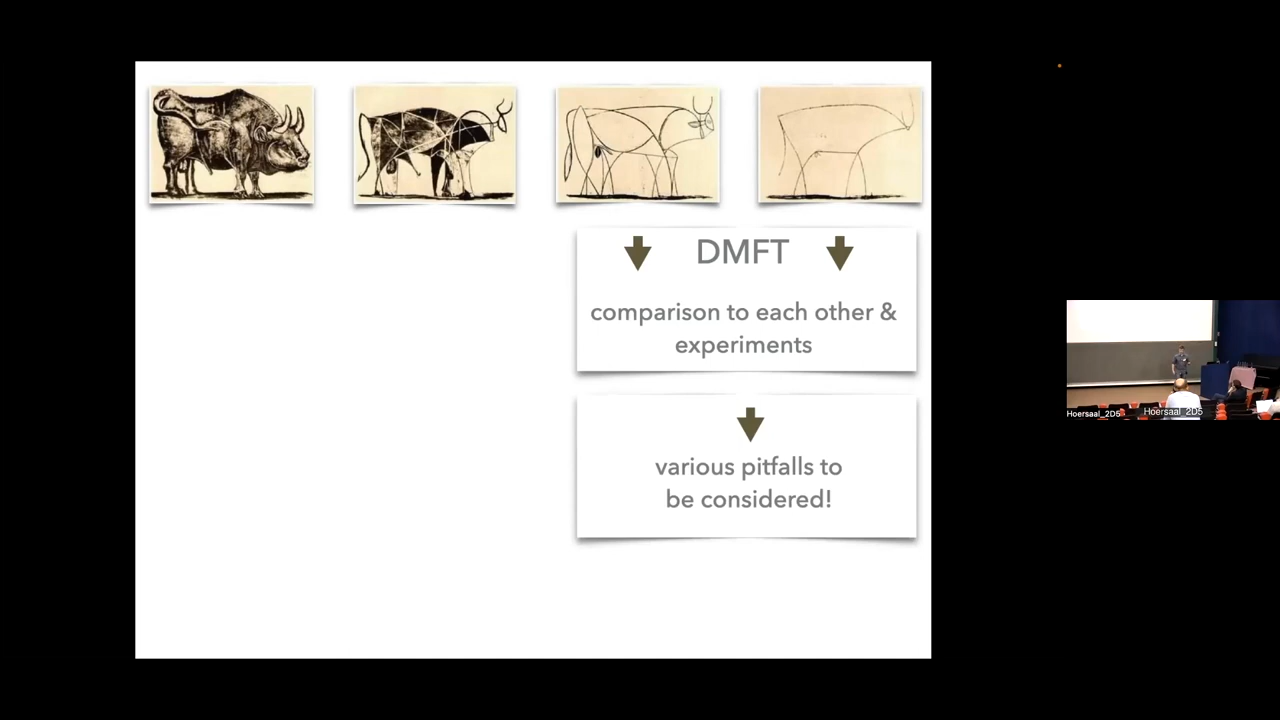 DMFT
comparison to each other &
experiments
various pitfalls to
be considered!
Hoersaal_2D5
Hoersaal_2D5